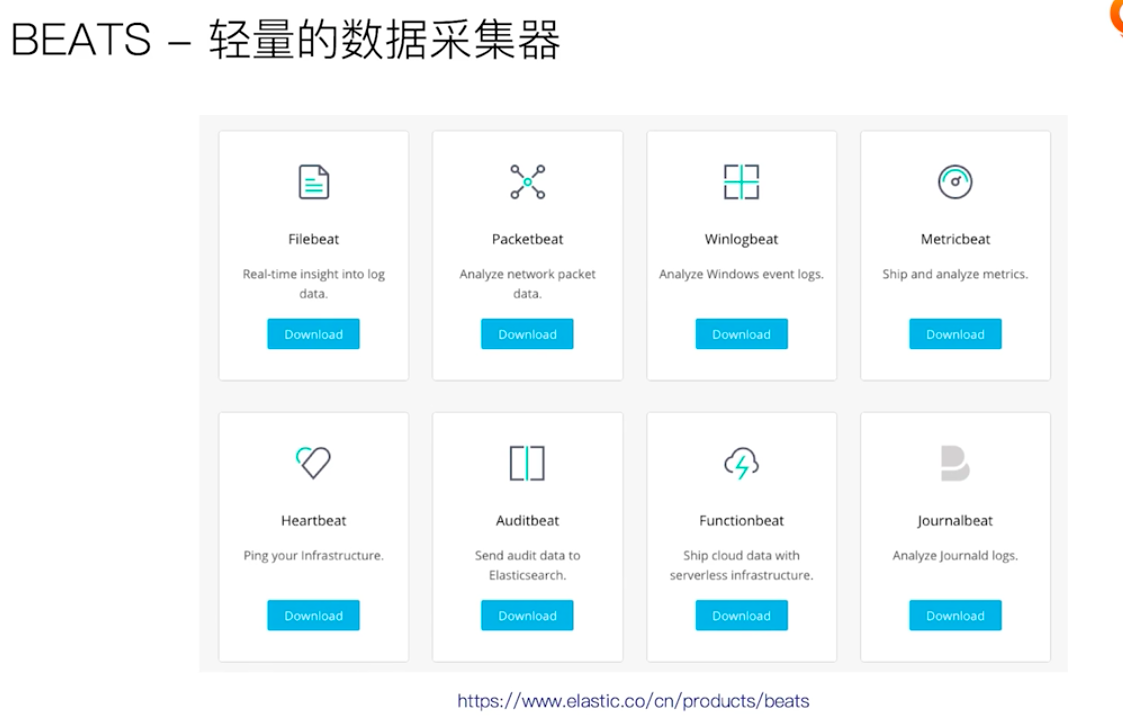 BEATS – 轻量的数据采集器
Filebeat
Real-time insight into log
data.
Download
Packetbeat
Analyze network packet
data.
Download
Winlogbeat
Analyze Windows event logs.
Download
Metricbeat
Ship and analyze metrics.
Download
Heartbeat
Ping your Infrastructure.
Download
Auditbeat
Send audit data to
Elasticsearch.
Download
Functionbeat
Ship cloud data with
serverless infrastructure.
Download
Journalbeat
Analyze Journald logs.
Download
https://www.elastic.co/cn/products/beats